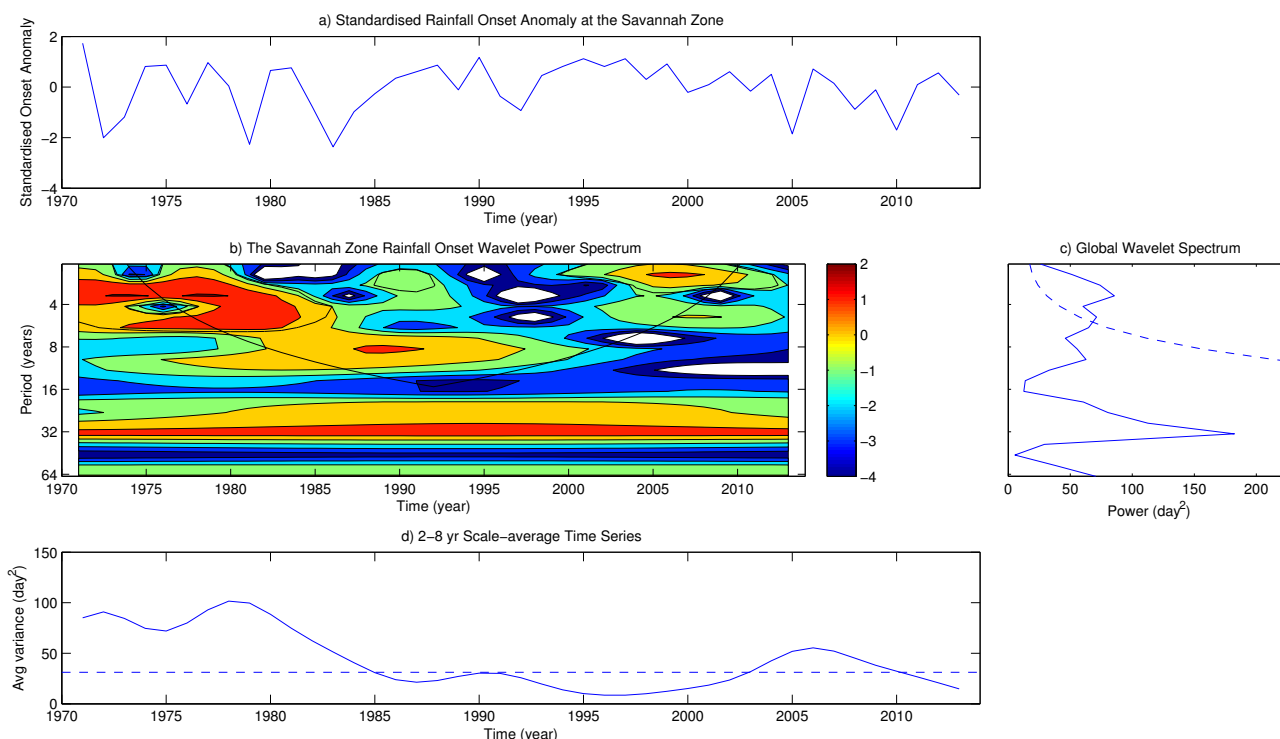 a) Standardised Rainfall Onset Anomaly at the Savannah Zone
Standardised Onset Anomaly
2
0
−2
−4
1970 1975 1980 1985 1990 1995 2000 2005 2010
Time (year)
b) The Savannah Zone Rainfall Onset Wavelet Power Spectrum
Period (years)
4
8
16
32
64
1970 1975 1980 1985 1990 1995 2000 2005 2010
Time (year)
2
1
0
−1
−2
−3
−4
c) Global Wavelet Spectrum
0 50 100 150 200
Power (day²)
d) 2−8 yr Scale−average Time Series
Avg variance (day²)
150
100
50
0
1970 1975 1980 1985 1990 1995 2000 2005 2010
Time (year)